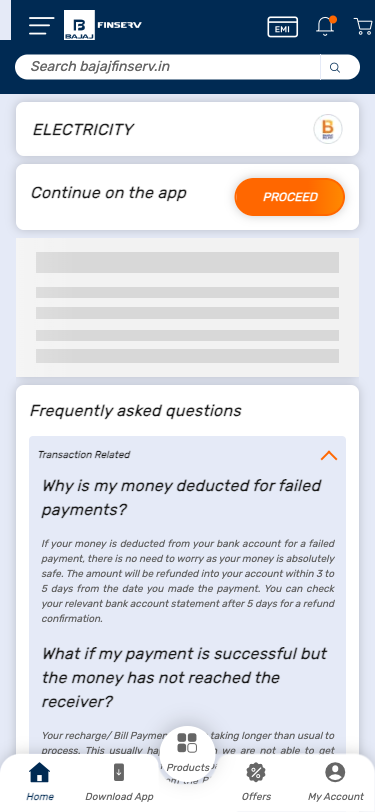 BAJAJ FINSERV EMI
Search bajajfinserv.in
ELECTRICITY
Continue on the app PROCEED
Frequently asked questions
Transaction Related
Why is my money deducted for failed
payments?
If your money is deducted from your bank account for a failed
payment, there is no need to worry as your money is absolutely
safe. The amount will be refunded into your account within 3 to
5 days from the date you made the payment. You can check
your relevant bank account statement after 5 days for a refund
confirmation.
What if my payment is successful but
the money has not reached the
receiver?
Your recharge/ Bill Payme taking longer than usual to
process. This usually ha we are not able to get
Products
Home Download App Offers My Account